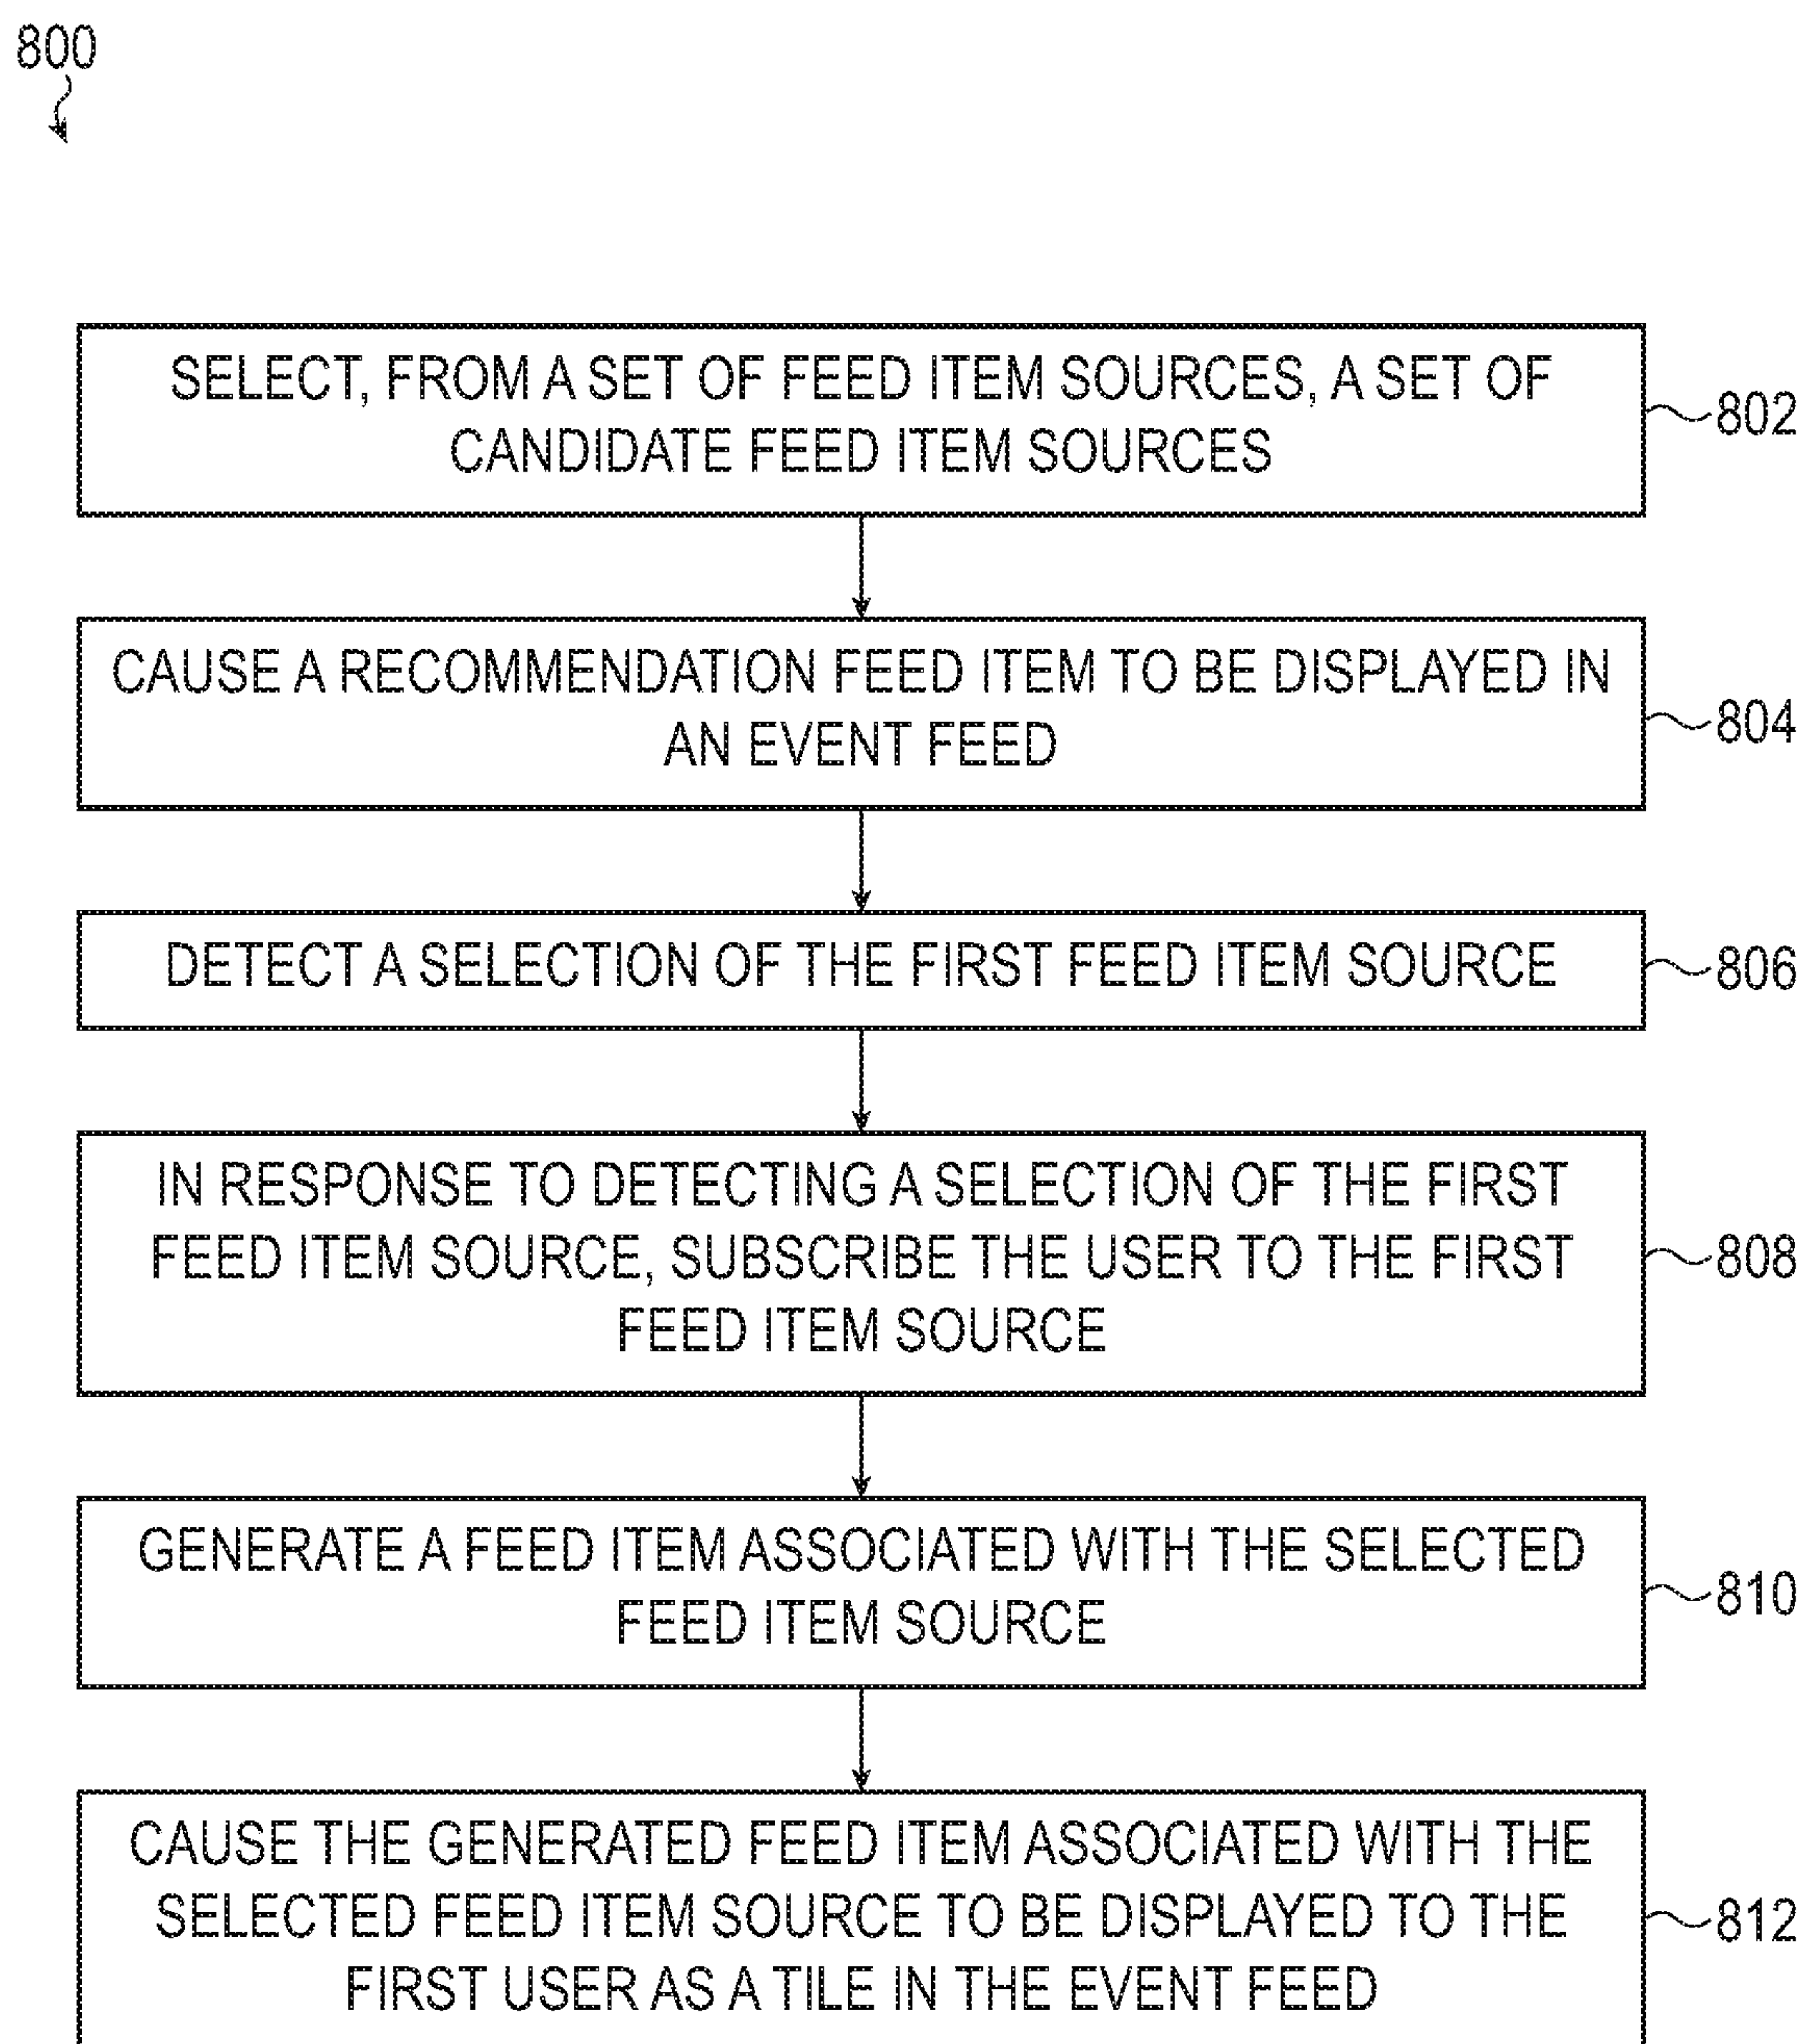 800
SELECT, FROM A SET OF FEED ITEM SOURCES, A SET OF
CANDIDATE FEED ITEM SOURCES
802
CAUSE A RECOMMENDATION FEED ITEM TO BE DISPLAYED IN
AN EVENT FEED
804
DETECT A SELECTION OF THE FIRST FEED ITEM SOURCE
806
IN RESPONSE TO DETECTING A SELECTION OF THE FIRST
FEED ITEM SOURCE, SUBSCRIBE THE USER TO THE FIRST
FEED ITEM SOURCE
808
GENERATE A FEED ITEM ASSOCIATED WITH THE SELECTED
FEED ITEM SOURCE
810
CAUSE THE GENERATED FEED ITEM ASSOCIATED WITH THE
SELECTED FEED ITEM SOURCE TO BE DISPLAYED TO THE
FIRST USER AS A TILE IN THE EVENT FEED
812